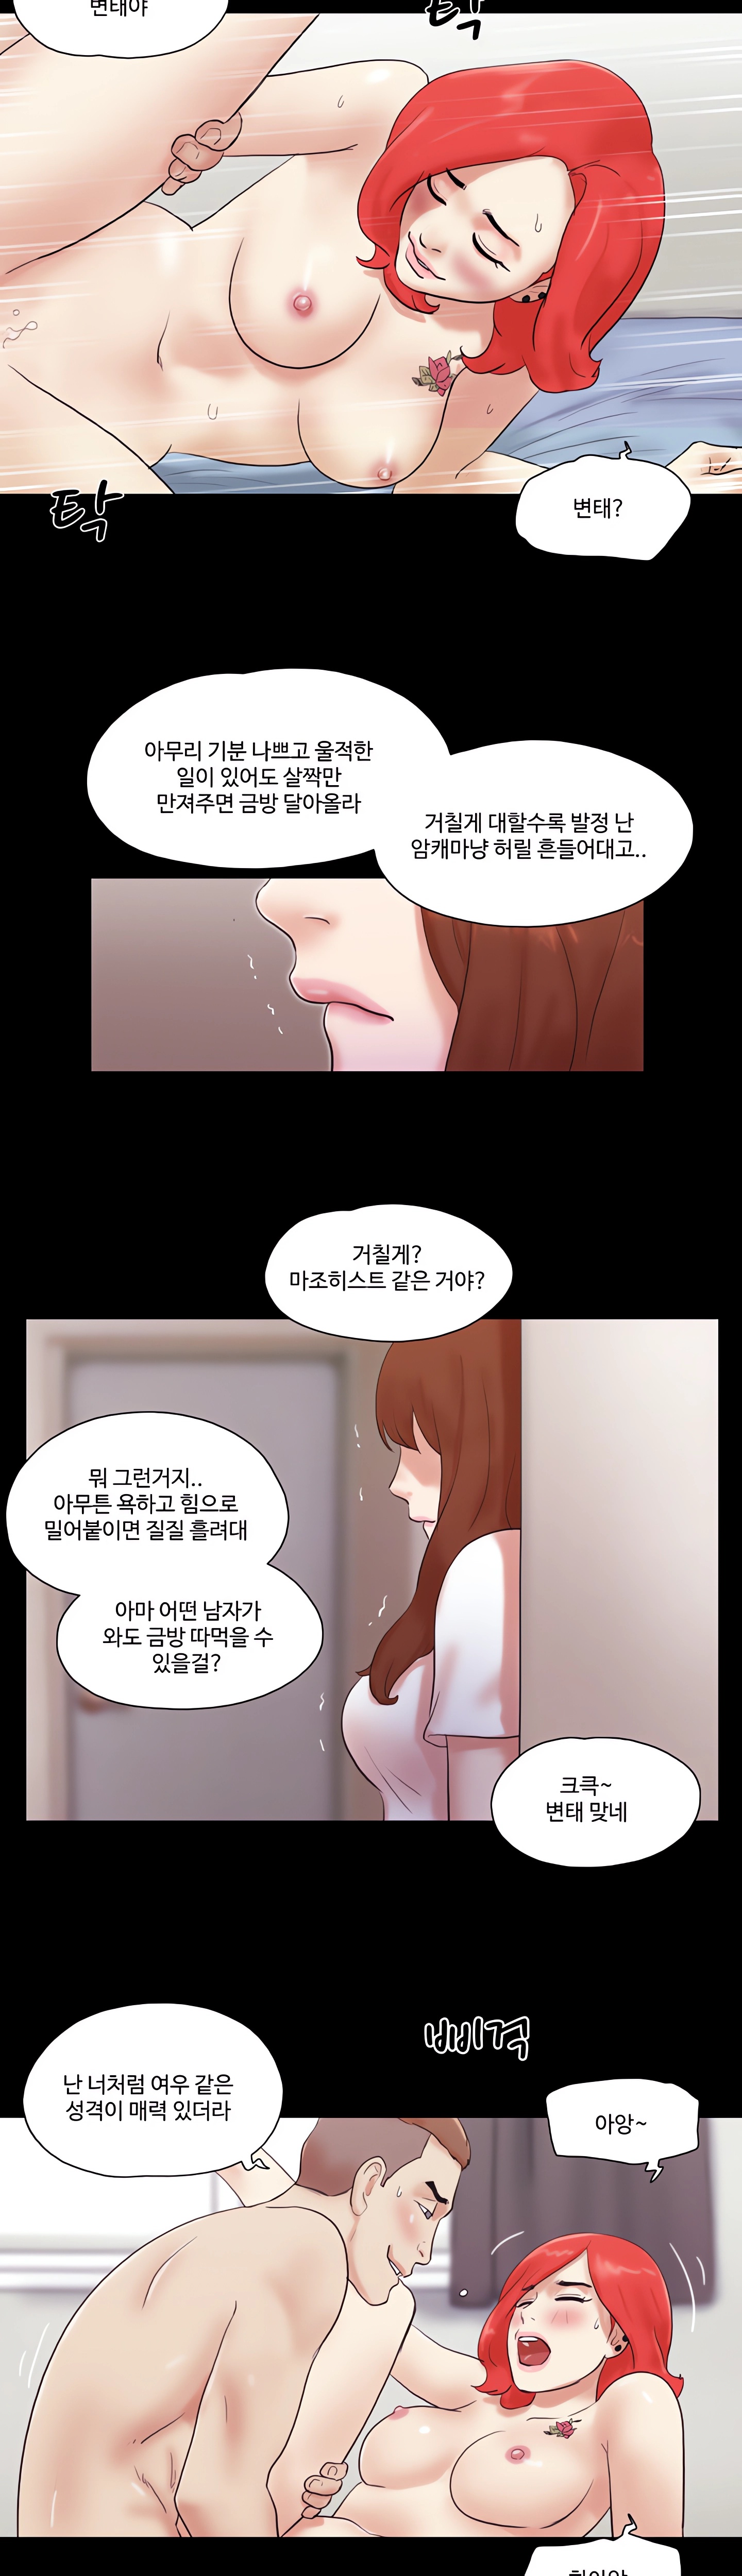 변태야
탁
탁
변태?
아무리 기분 나쁘고 울적한
일이 있어도 살짝만
만져주면 금방 달아올라
거칠게 대할수록 발정 난
암캐마냥 허릴 흔들어대고..
거칠게?
마조히스트 같은 거야?
뭐 그런거지..
아무튼 욕하고 힘으로
밀어붙이면 질질 흘려대
아마 어떤 남자가
와도 금방 따먹을 수
있을걸?
크큭~
변태 맞네
삐걱
난 너처럼 여우 같은
성격이 매력 있더라
아앙~